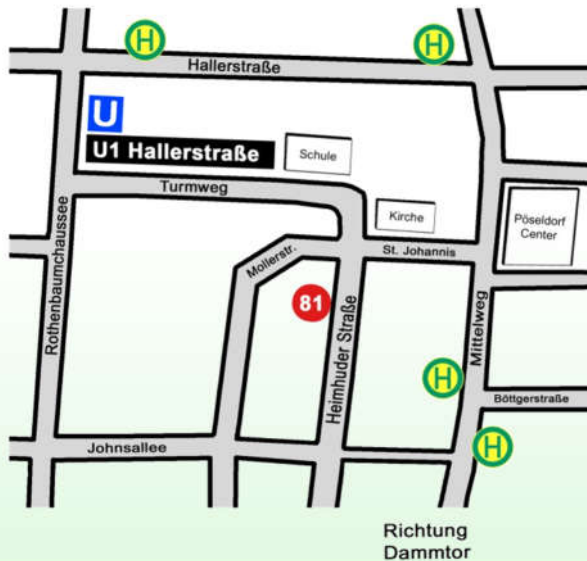 H
H
Hallerstraße
U
U1 Hallerstraße
Schule
Turmweg
Kirche
Pöseldorf
Center
St. Johannis
Mollerstr.
Rothenbaumchaussee
81
Heimhuder Straße
Mittelweg
H
Böttgerstraße
Johnsallee
H
Richtung
Dammtor